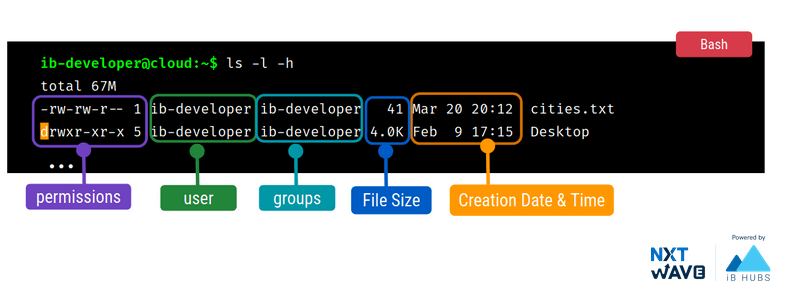 Bash
ib-developer@cloud:~$ ls -l -h
total 67M
-rw-rw-r-- 1 ib-developer ib-developer 41 Mar 20 20:12 cities.txt
drwxr-xr-x 5 ib-developer ib-developer 4.0K Feb 9 17:15 Desktop
...
permissions user groups File Size Creation Date & Time
Powered by
NXT WAVE
iB HUBS